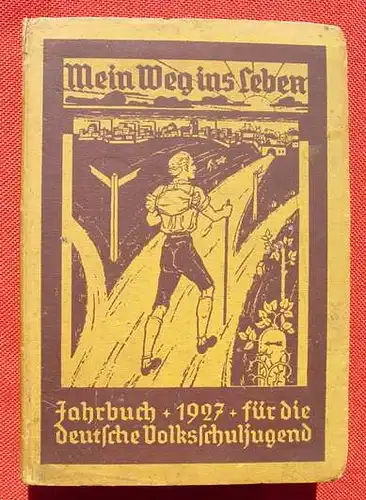 Mein Weg ins Leben
Jahrbuch + 1927 + für die
deutsche Volksschuljugend